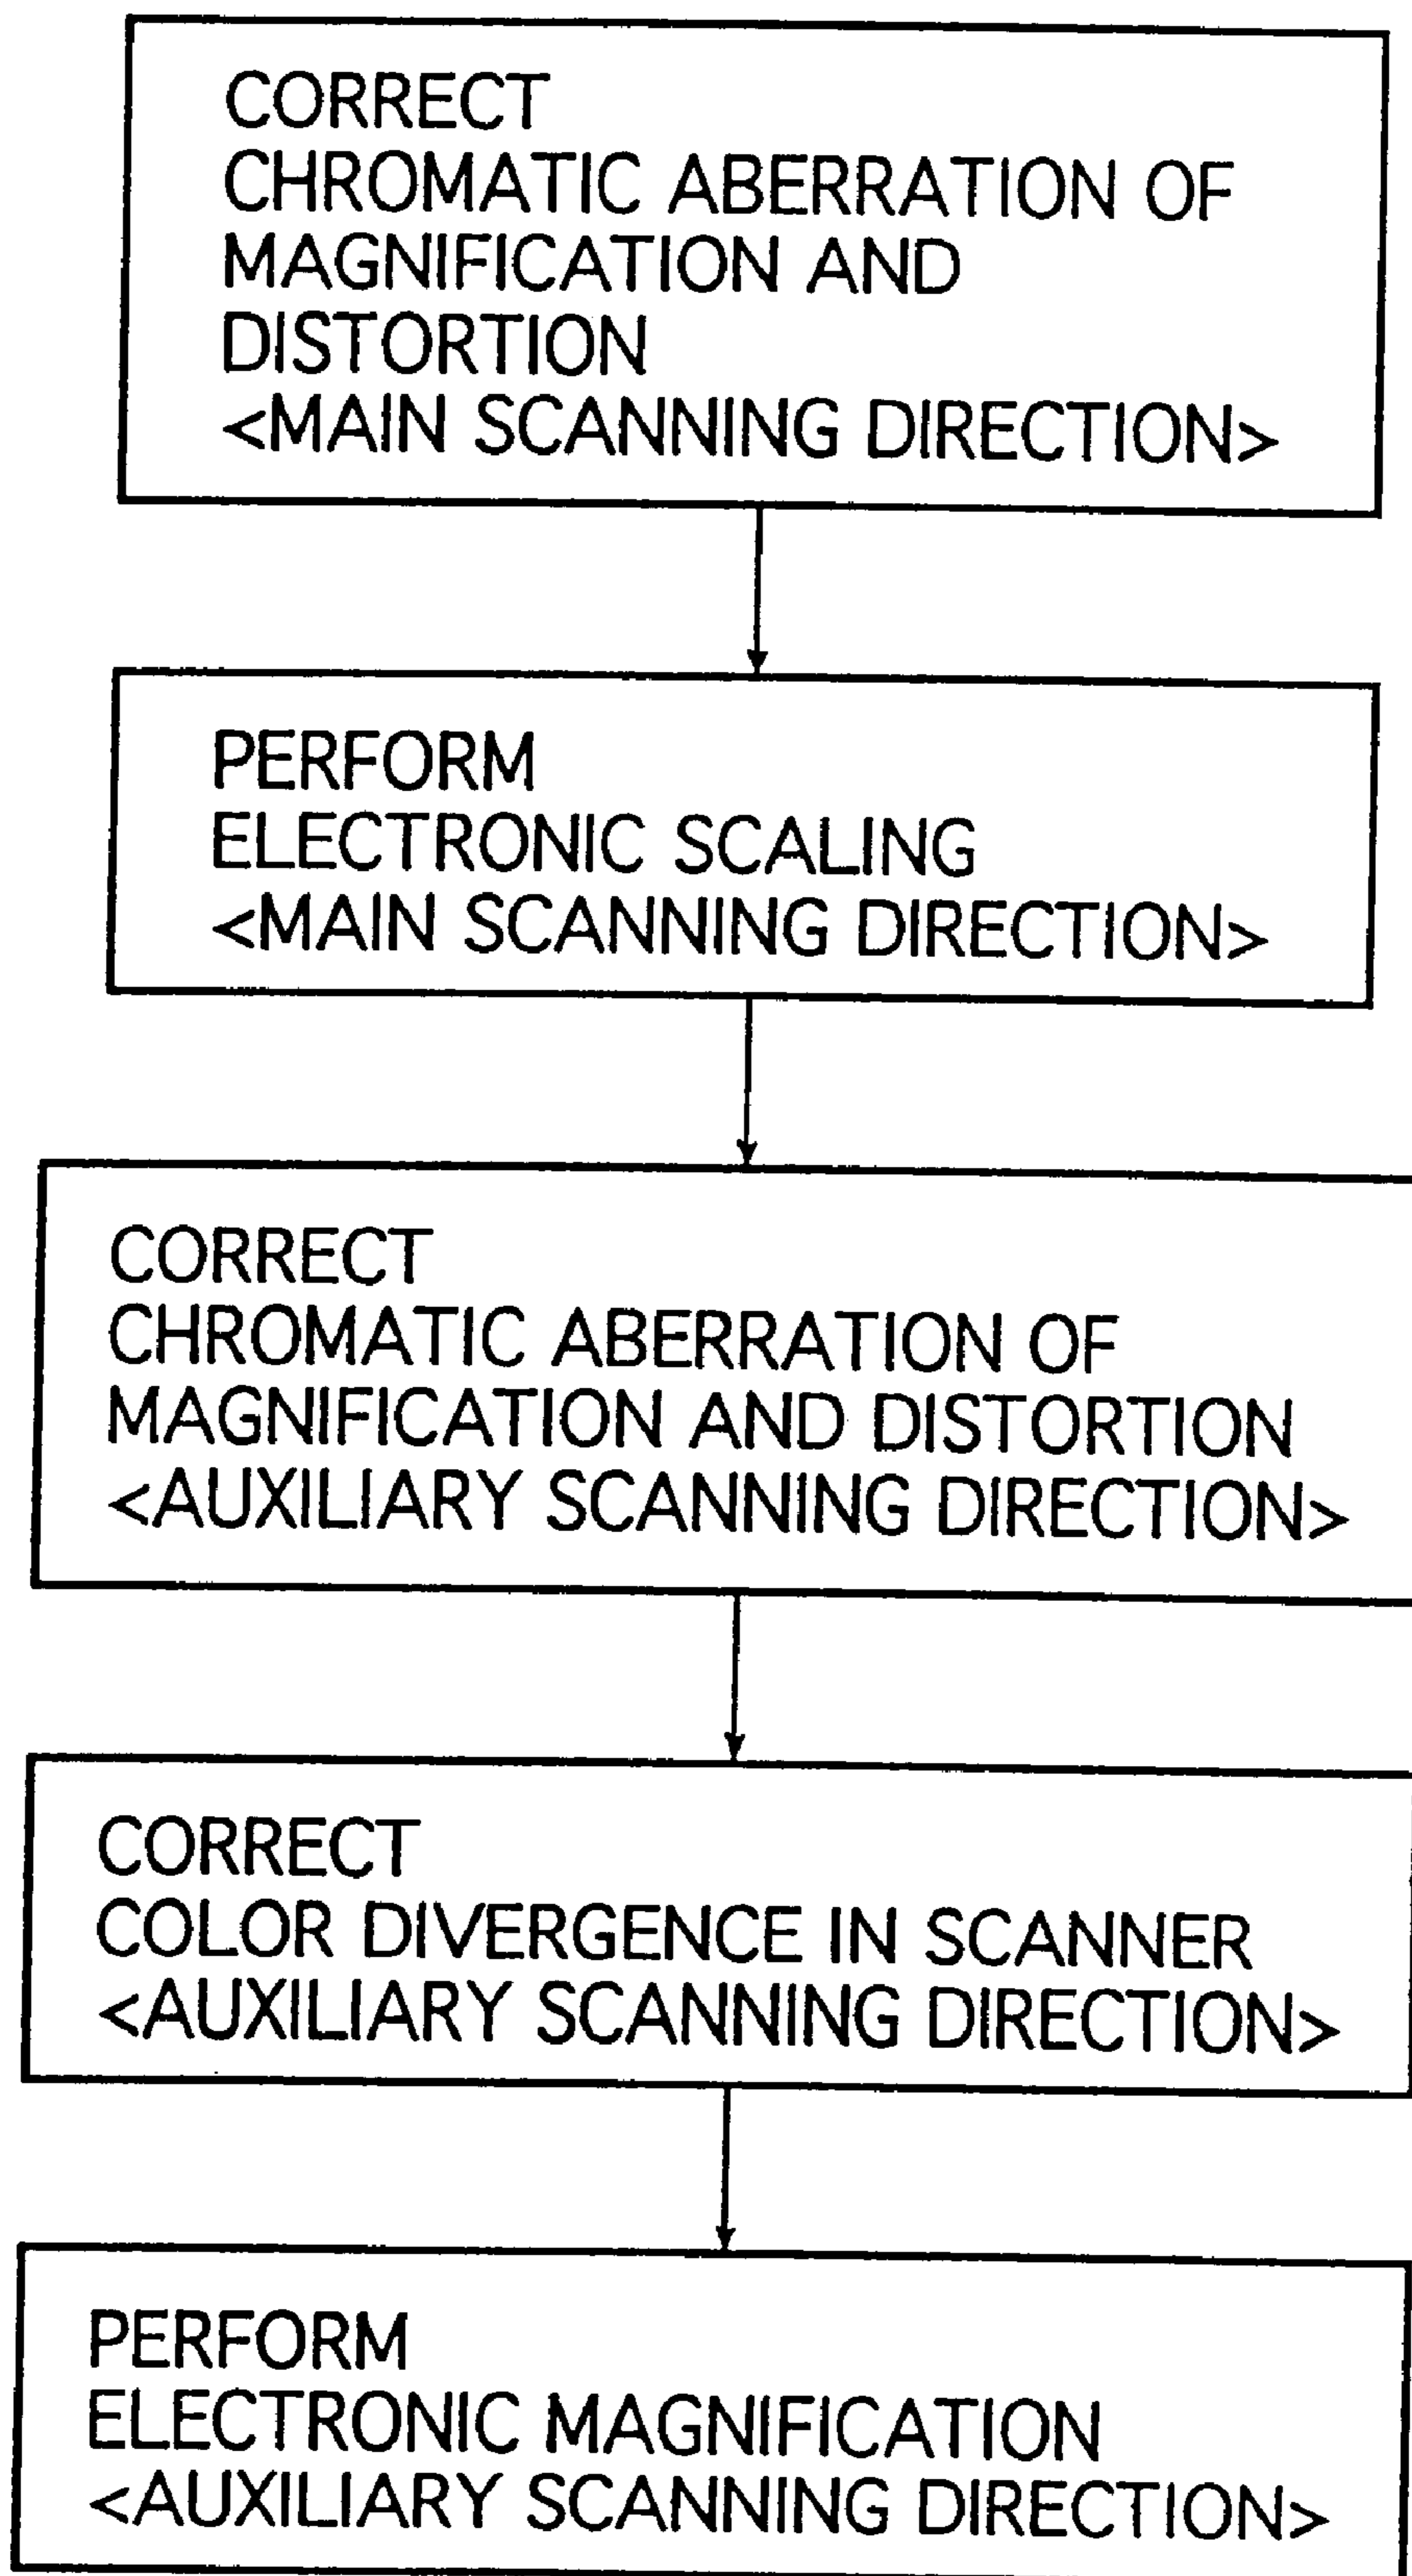 CORRECT
CHROMATIC ABERRATION OF
MAGNIFICATION AND
DISTORTION
<MAIN SCANNING DIRECTION>
PERFORM
ELECTRONIC SCALING
<MAIN SCANNING DIRECTION>
CORRECT
CHROMATIC ABERRATION OF
MAGNIFICATION AND DISTORTION
<AUXILIARY SCANNING DIRECTION>
CORRECT
COLOR DIVERGENCE IN SCANNER
<AUXILIARY SCANNING DIRECTION>
PERFORM
ELECTRONIC MAGNIFICATION
<AUXILIARY SCANNING DIRECTION>